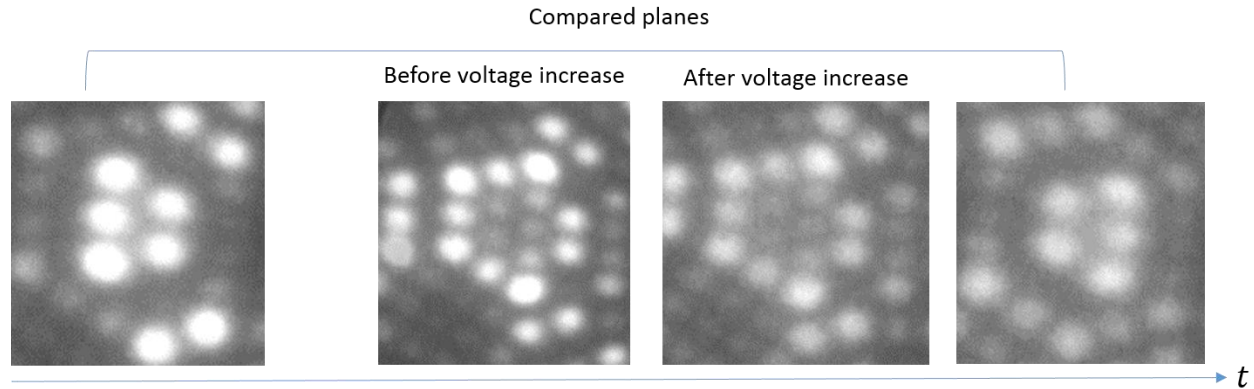 Compared planes
Before voltage increase
After voltage increase
t